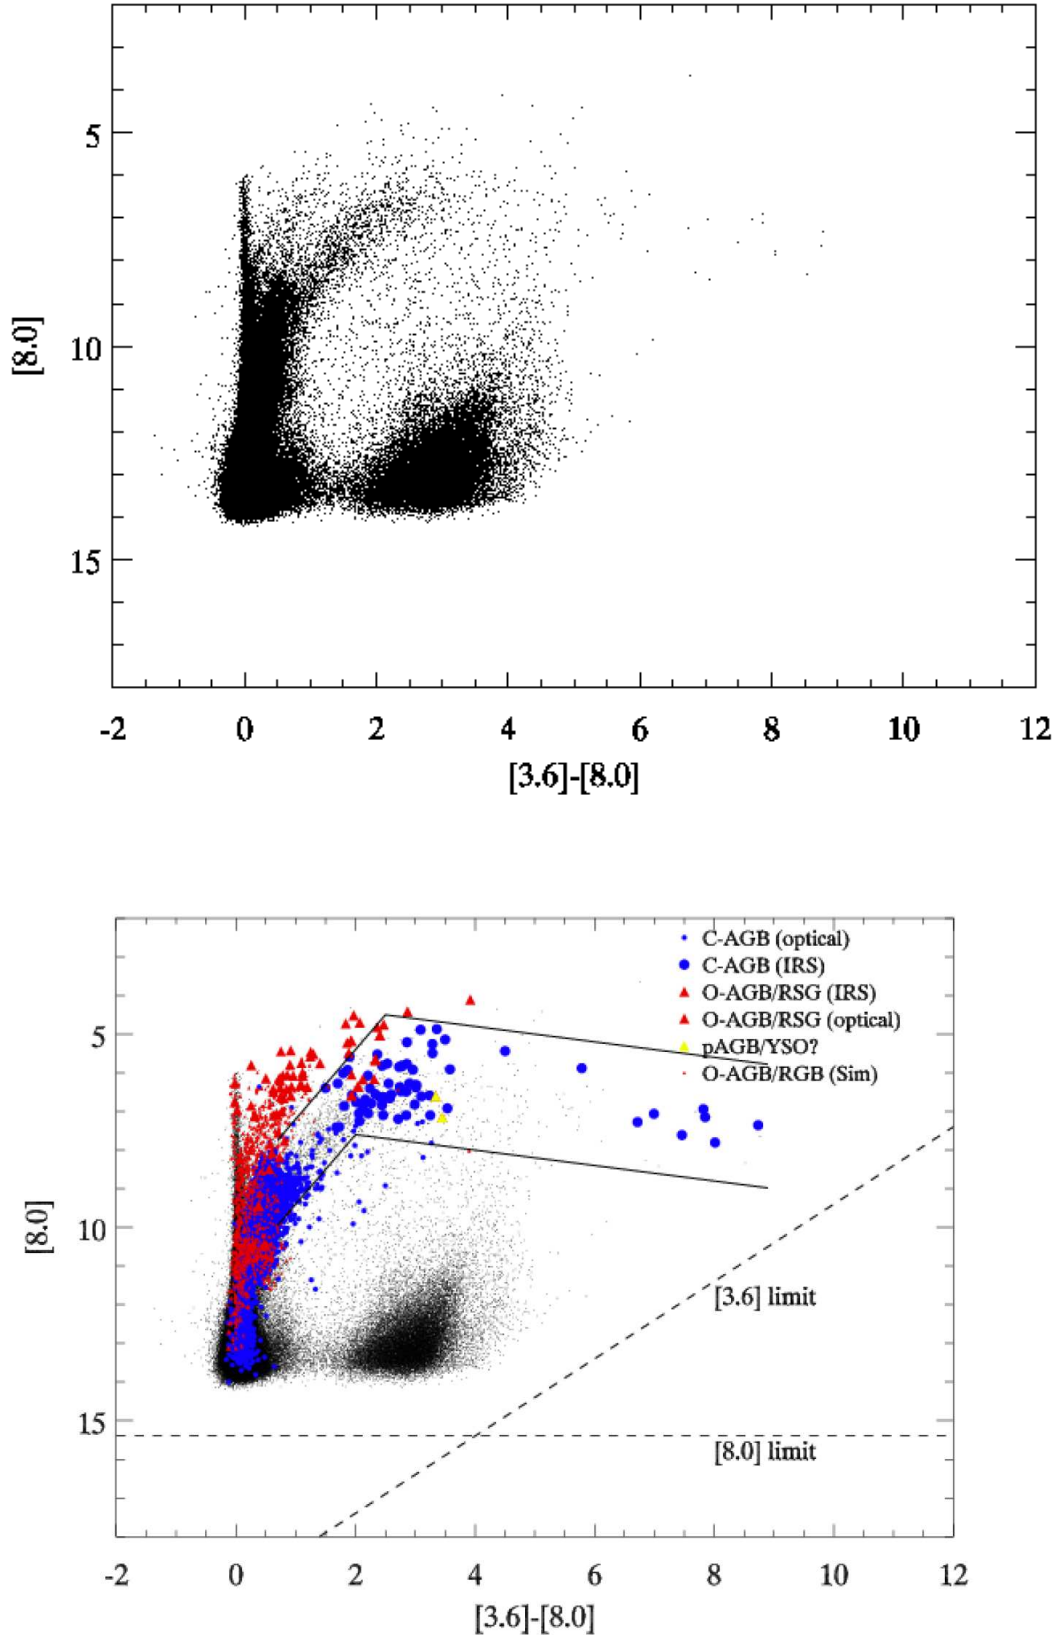 5
10
15
[8.0]
-2 0 2 4 6 8 10 12
[3.6]-[8.0]
C-AGB (optical)
C-AGB (IRS)
O-AGB/RSG (IRS)
O-AGB/RSG (optical)
pAGB/YSO?
O-AGB/RGB (Sim)
5
10
15
[8.0]
[3.6] limit
[8.0] limit
-2 0 2 4 6 8 10 12
[3.6]-[8.0]